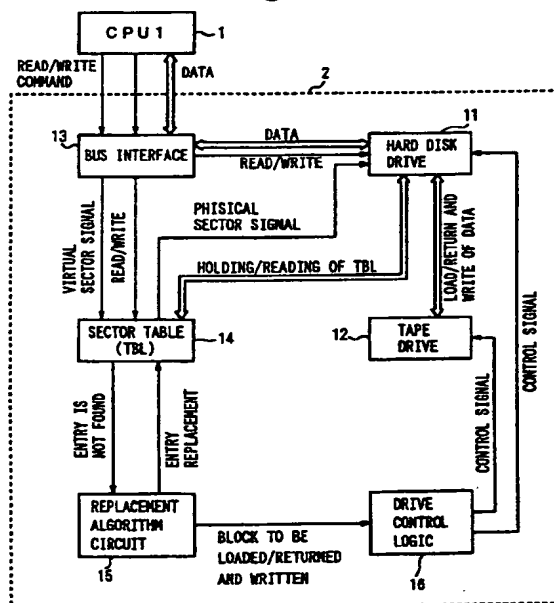 CPU1
1
READ/WRITE
COMMAND
DATA
2
13
BUS INTERFACE
DATA
READ/WRITE
11
HARD DISK
DRIVE
PHISICAL
SECTOR SIGNAL
VIRTUAL
SECTOR SIGNAL
READ/WRITE
HOLDING/READING OF TBL
LOAD/RETURN AND
WRITE OF DATA
SECTOR TABLE
(TBL)
14
12
TAPE
DRIVE
CONTROL SIGNAL
CONTROL SIGNAL
ENTRY IS
NOT FOUND
ENTRY
REPLACEMENT
REPLACEMENT
ALGORITHM
CIRCUIT
15
BLOCK TO BE
LOADED/RETURNED
AND WRITTEN
DRIVE
CONTROL
LOGIC
16